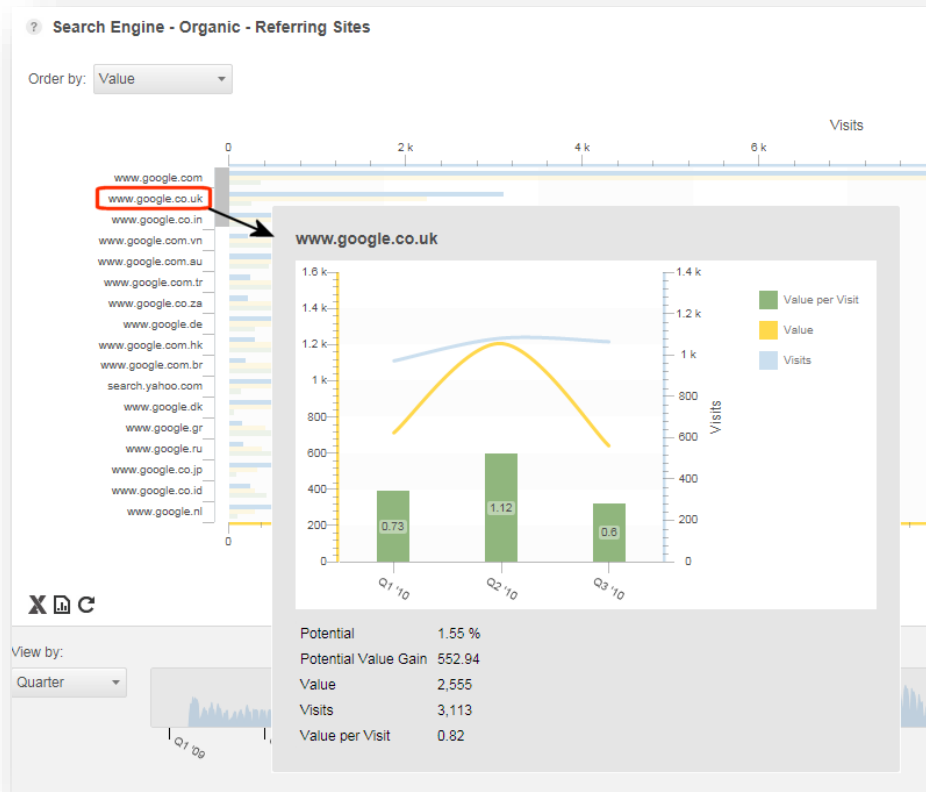 ? Search Engine - Organic - Referring Sites
Order by: Value
Visits
0 2 k 4 k 6 k
www.google.com
www.google.co.uk
www.google.co.in
www.google.com.vn
www.google.com.au
www.google.com.tr
www.google.co.za
www.google.de
www.google.com.hk
www.google.com.br
search.yahoo.com
www.google.dk
www.google.gr
www.google.ru
www.google.co.jp
www.google.co.id
www.google.nl
0
www.google.co.uk
1.6 k
1.4 k
1.2 k
1 k
800
600
400
200
0
1.4 k
1.2 k
1 k
800
600
400
200
0
Visits
Value per Visit
Value
Visits
0.73
1.12
0.6
Q1 '10
Q2 '10
Q3 '10
Potential 1.55 %
Potential Value Gain 552.94
Value 2,555
Visits 3,113
Value per Visit 0.82
View by:
Quarter
Q1 '09